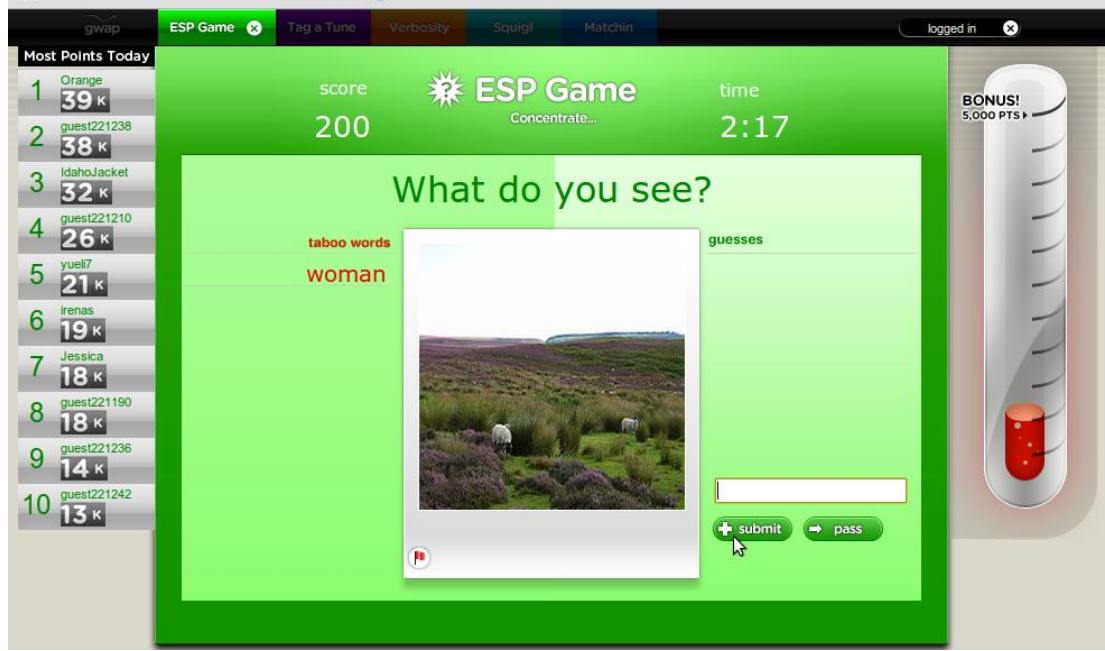 gwap
ESP Game
Tag a Tune
Verbosity
Squigl
Matchin
logged in
Most Points Today
1 Orange
39 K
2 guest221238
38 K
3 IdahoJacket
32 K
4 guest221210
26 K
5 yueli7
21 K
6 irenas
19 K
7 Jessica
18 K
8 guest221190
18 K
9 guest221236
14 K
10 guest221242
13 K
score
200
? ESP Game
Concentrate...
time
2:17
What do you see?
taboo words
woman
guesses
submit
pass
BONUS!
5,000 PTS